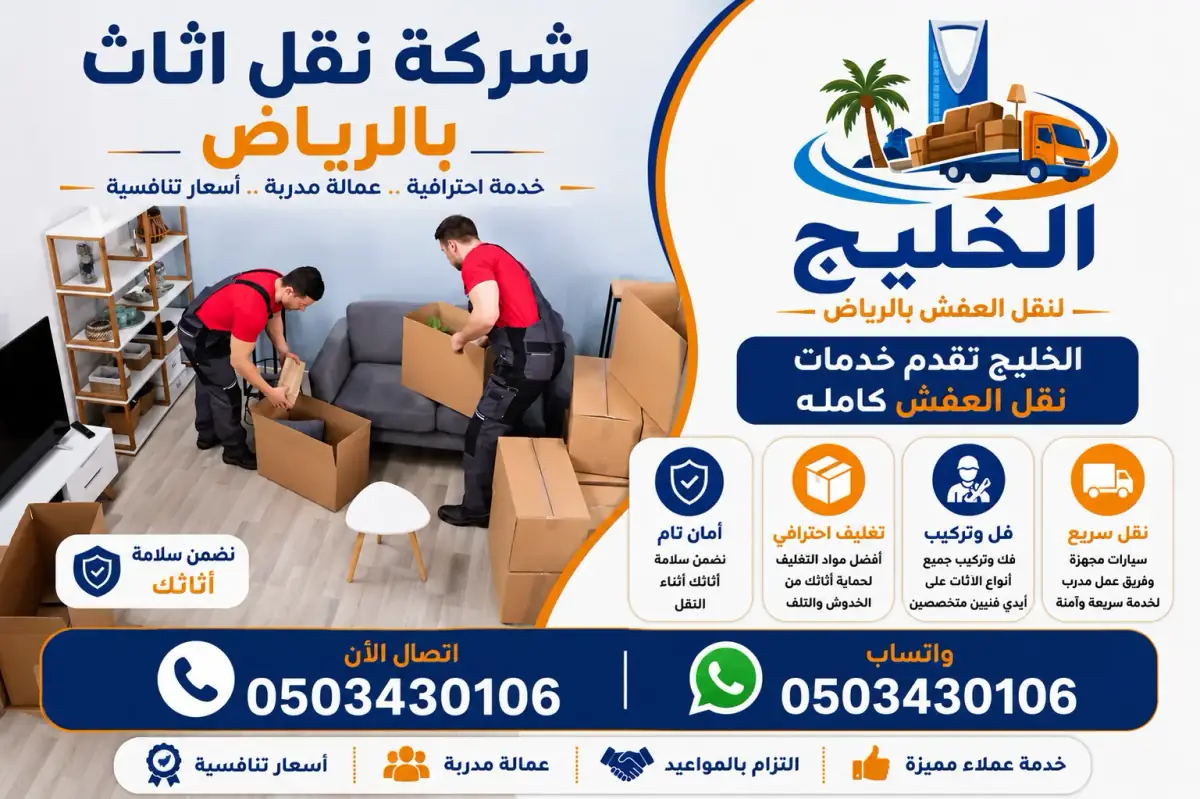 شركة نقل اثاث
بالرياض
خدمة احترافية .. عمالة مدربة .. أسعار تنافسية
الخليج
لنقل العفش بالرياض
الخليج تقدم خدمات
نقل العفش كامله
نقل سريع
سيارات مجهزة
وفريق عمل مدرب
لخدمة سريعة وآمنة
فل وتركيب
فك وتركيب جميع
أنواع الأثاث على
أيدي فنيين متخصصين
تغليف احترافي
أفضل مواد التغليف
لحماية أثاثك من
الخدوش والتلف
أمان تام
نضمن سلامة
أثاثك أثناء
النقل
نضمن سلامة
أثاثك
واتساب
0503430106
اتصال الأن
0503430106
خدمة عملاء مميزة
التزام بالمواعيد
عمالة مدربة
أسعار تنافسية